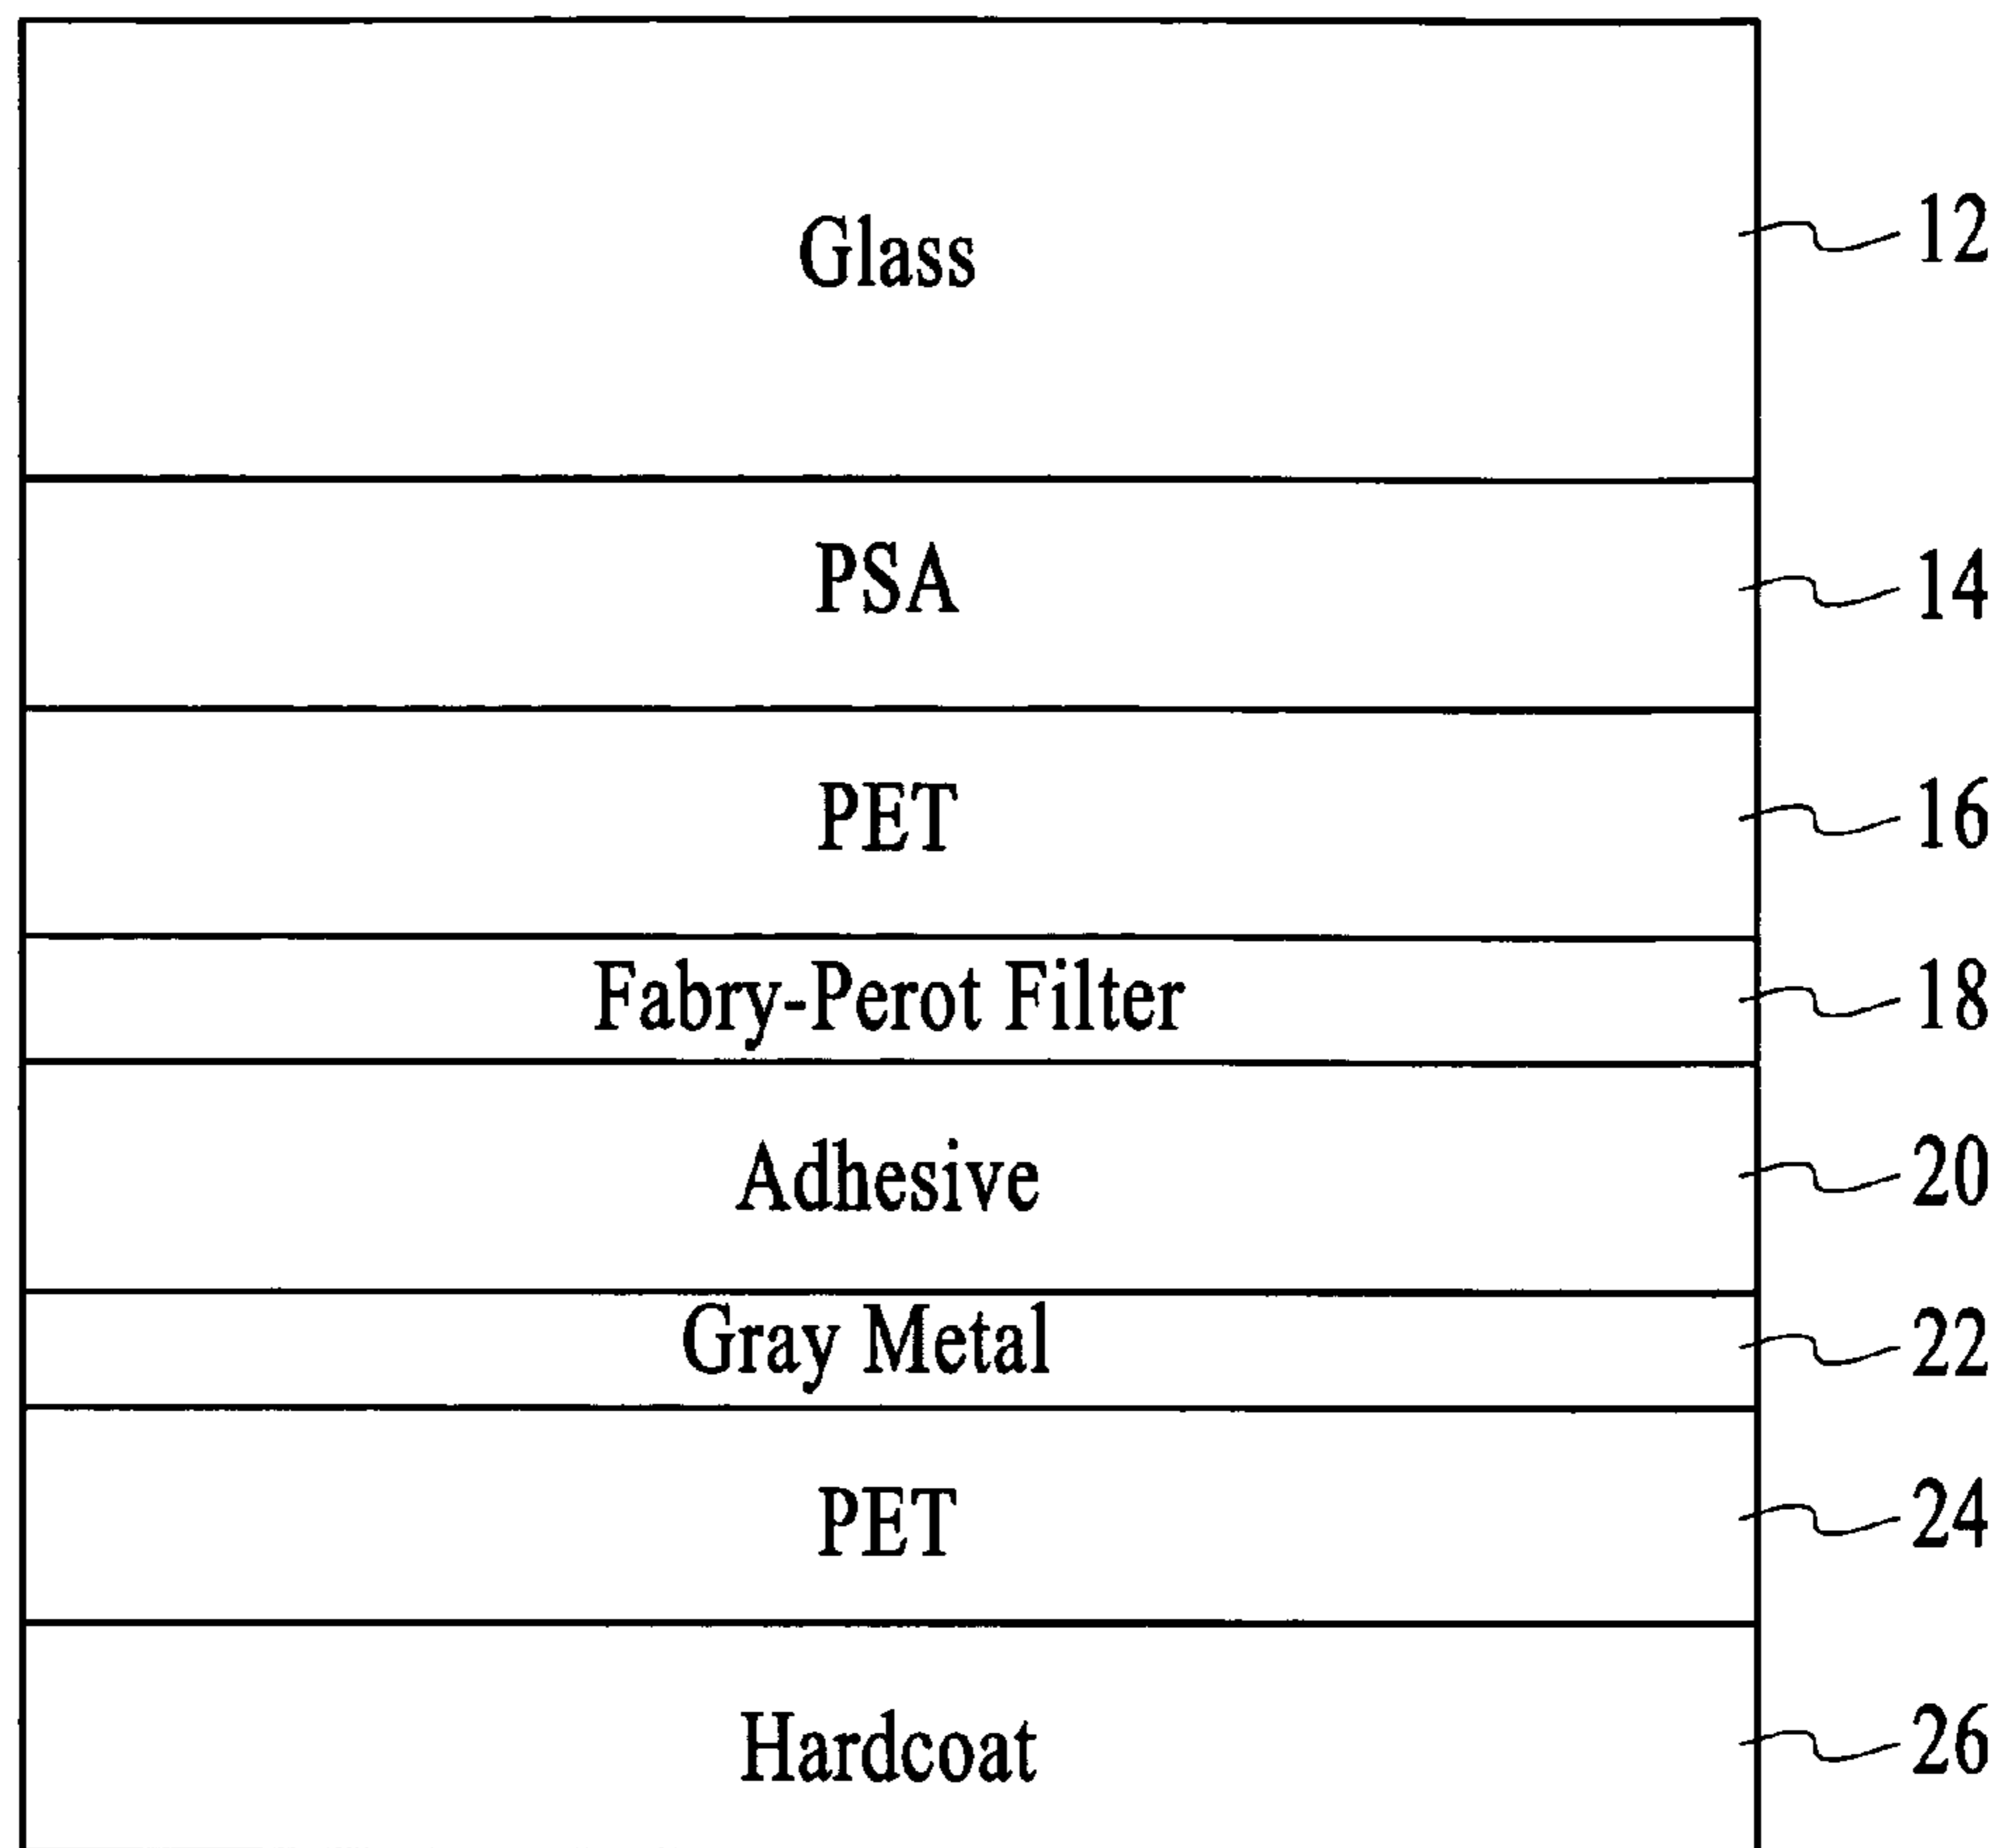 Glass 12
PSA 14
PET 16
Fabry-Perot Filter 18
Adhesive 20
Gray Metal 22
PET 24
Hardcoat 26